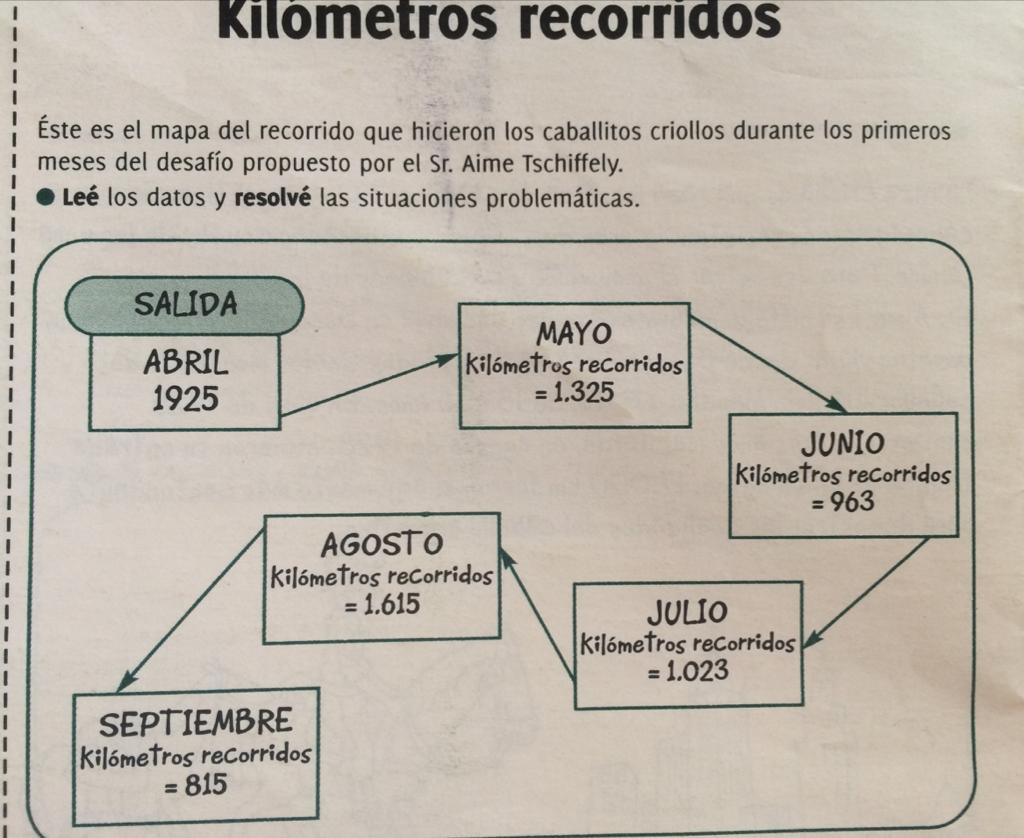 Kilómetros recorridos
Éste es el mapa del recorrido que hicieron los caballitos criollos durante los primeros
meses del desafío propuesto por el Sr. Aime Tschiffely.
● Leé los datos y resolvé las situaciones problemáticas.
SALIDA
ABRIL
1925
MAYO
Kilómetros recorridos
= 1.325
JUNIO
Kilómetros recorridos
= 963
JULIO
Kilómetros recorridos
= 1.023
AGOSTO
Kilómetros recorridos
= 1.615
SEPTIEMBRE
Kilómetros recorridos
= 815